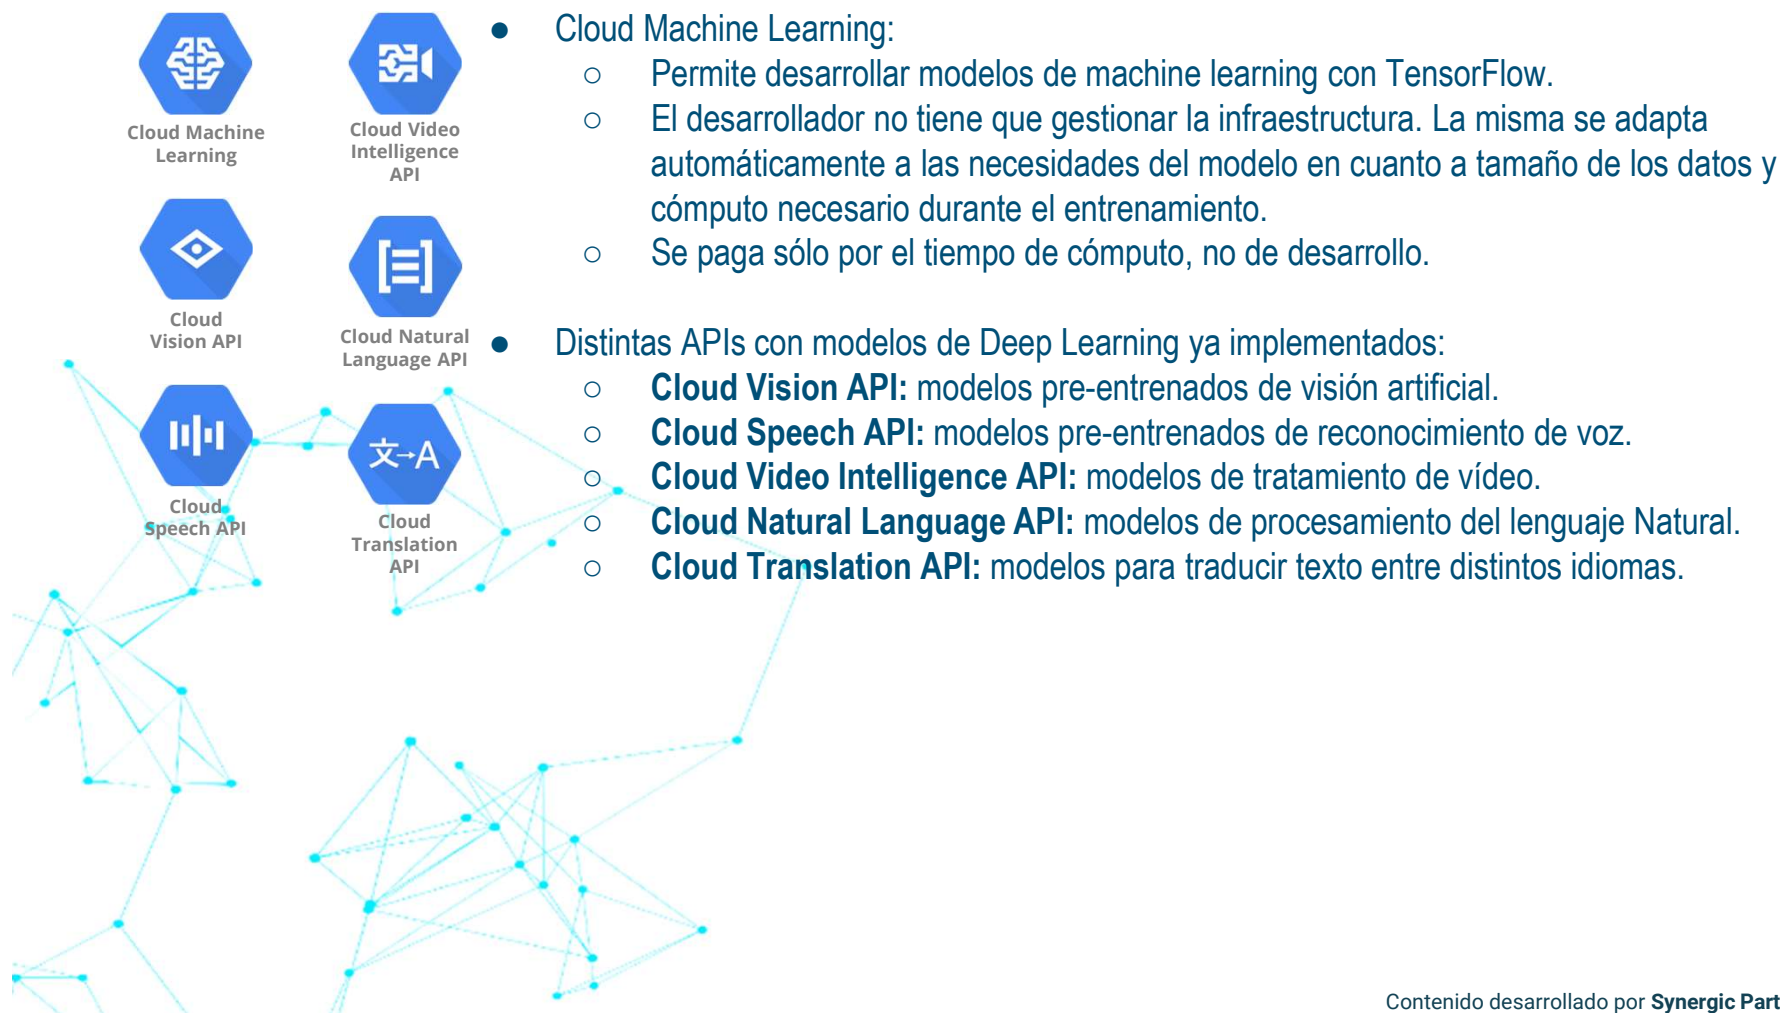 Cloud Machine
Learning
Cloud Video
Intelligence
API
Cloud
Vision API
Cloud Natural
Language API
文→A
Cloud
Speech API
Cloud
Translation
API
● Cloud Machine Learning:
○ Permite desarrollar modelos de machine learning con TensorFlow.
○ El desarrollador no tiene que gestionar la infraestructura. La misma se adapta
automáticamente a las necesidades del modelo en cuanto a tamaño de los datos y
cómputo necesario durante el entrenamiento.
○ Se paga sólo por el tiempo de cómputo, no de desarrollo.
● Distintas APIs con modelos de Deep Learning ya implementados:
○ Cloud Vision API: modelos pre-entrenados de visión artificial.
○ Cloud Speech API: modelos pre-entrenados de reconocimiento de voz.
○ Cloud Video Intelligence API: modelos de tratamiento de vídeo.
○ Cloud Natural Language API: modelos de procesamiento del lenguaje Natural.
○ Cloud Translation API: modelos para traducir texto entre distintos idiomas.
Contenido desarrollado por Synergic Part